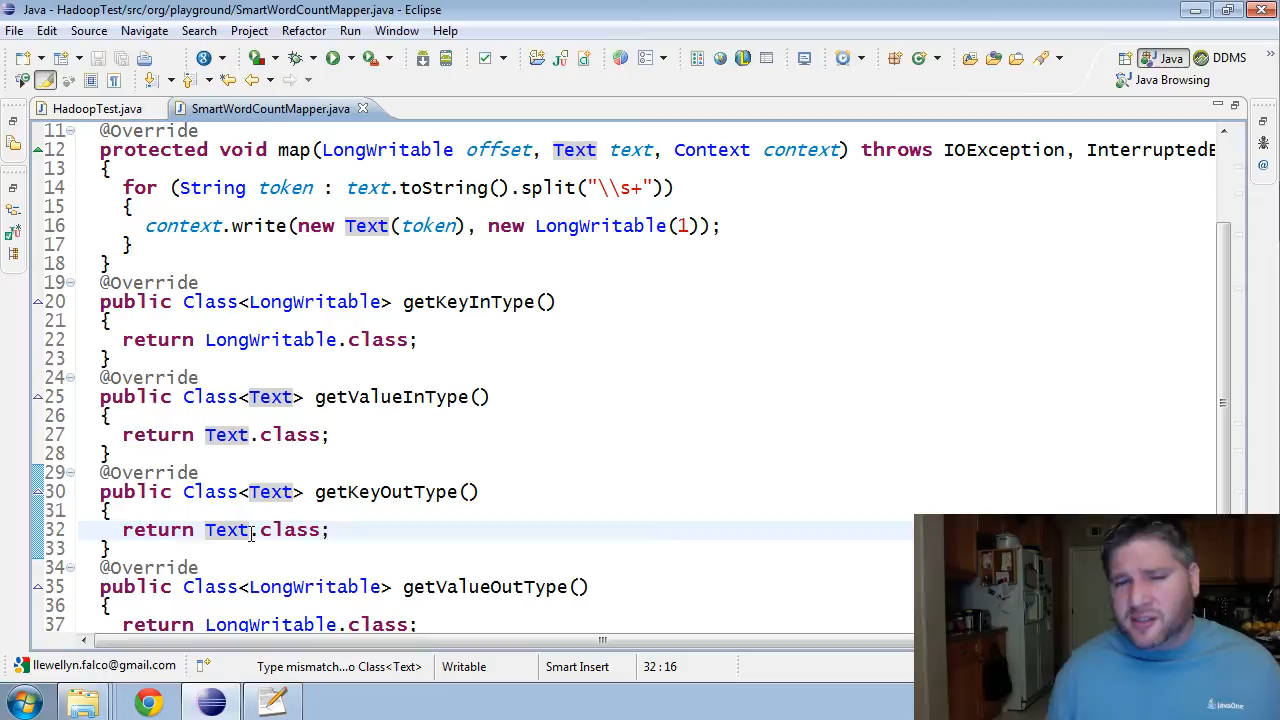 Java - HadoopTest/src/org/playground/SmartWordCountMapper.java - Eclipse
File Edit Source Navigate Search Project Refactor Run Window Help
Java DDMS
Java Browsing
HadoopTest.java SmartWordCountMapper.java
11 @Override
12 protected void map(LongWritable offset, Text text, Context context) throws IOException, InterruptedE
13 {
14 for (String token : text.toString().split("\\s+"))
15 {
16 context.write(new Text(token), new LongWritable(1));
17 }
18 }
19 @Override
20 public Class<LongWritable> getKeyInType()
21 {
22 return LongWritable.class;
23 }
24 @Override
25 public Class<Text> getValueInType()
26 {
27 return Text.class;
28 }
29 @Override
30 public Class<Text> getKeyOutType()
31 {
32 return Text.class;
33 }
34 @Override
35 public Class<LongWritable> getValueOutType()
36 {
37 return LongWritable.class;
llewellyn.falco@gmail.com Type mismatch...o Class<Text> Writable Smart Insert 32:16
JavaOne